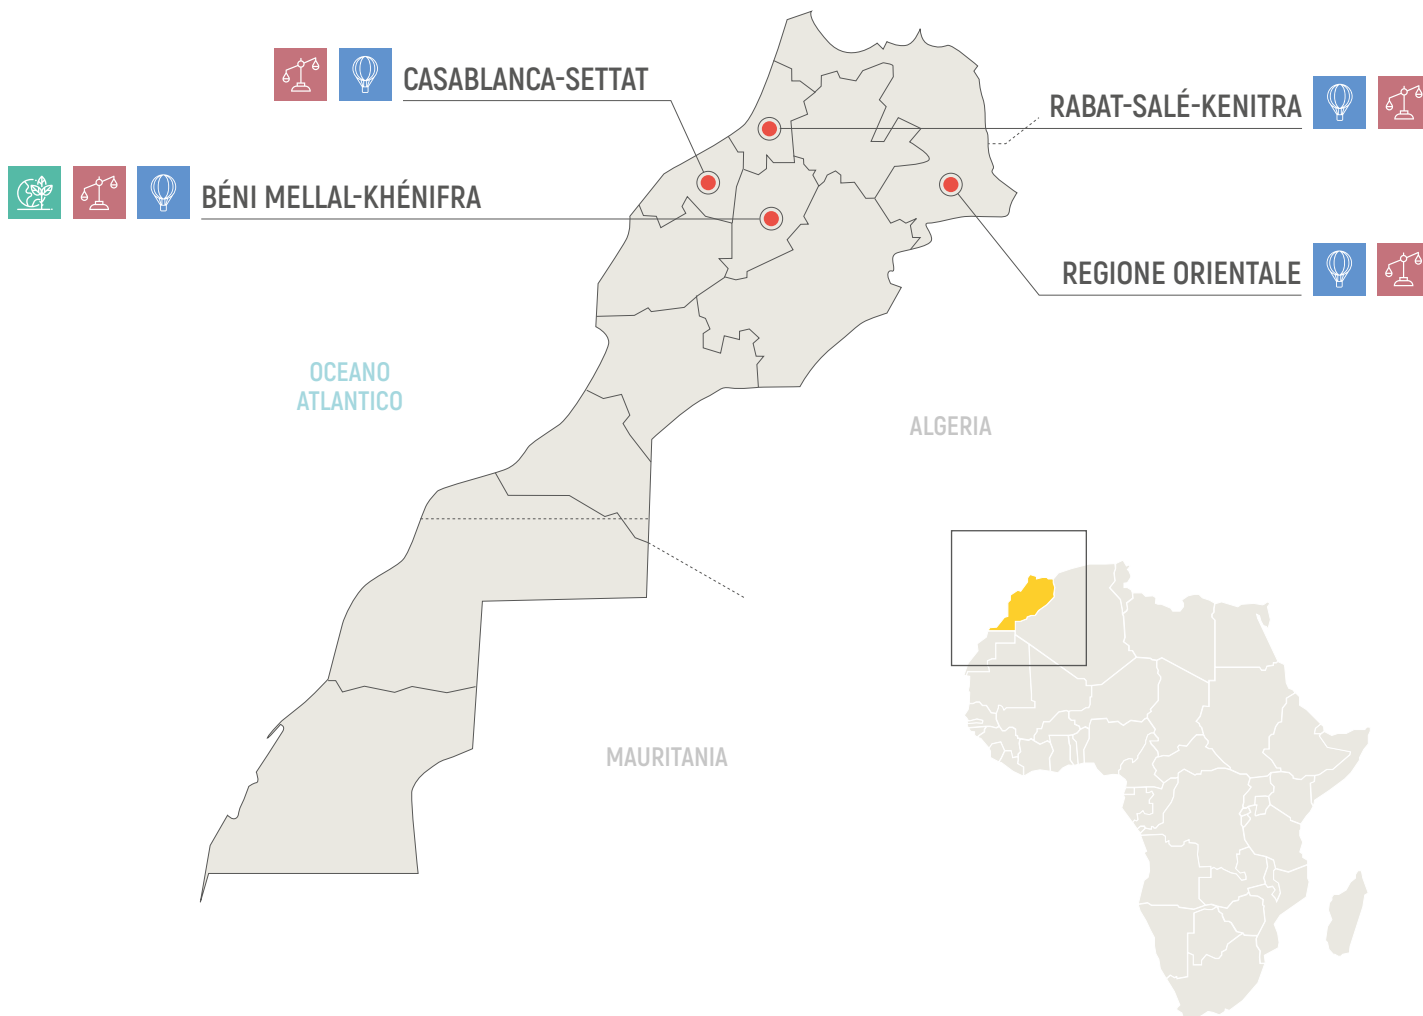 CASABLANCA-SETTAT
RABAT-SALÉ-KENITRA
BÉNI MELLAL-KHÉNIFRA
REGIONE ORIENTALE
OCEANO
ATLANTICO
ALGERIA
MAURITANIA